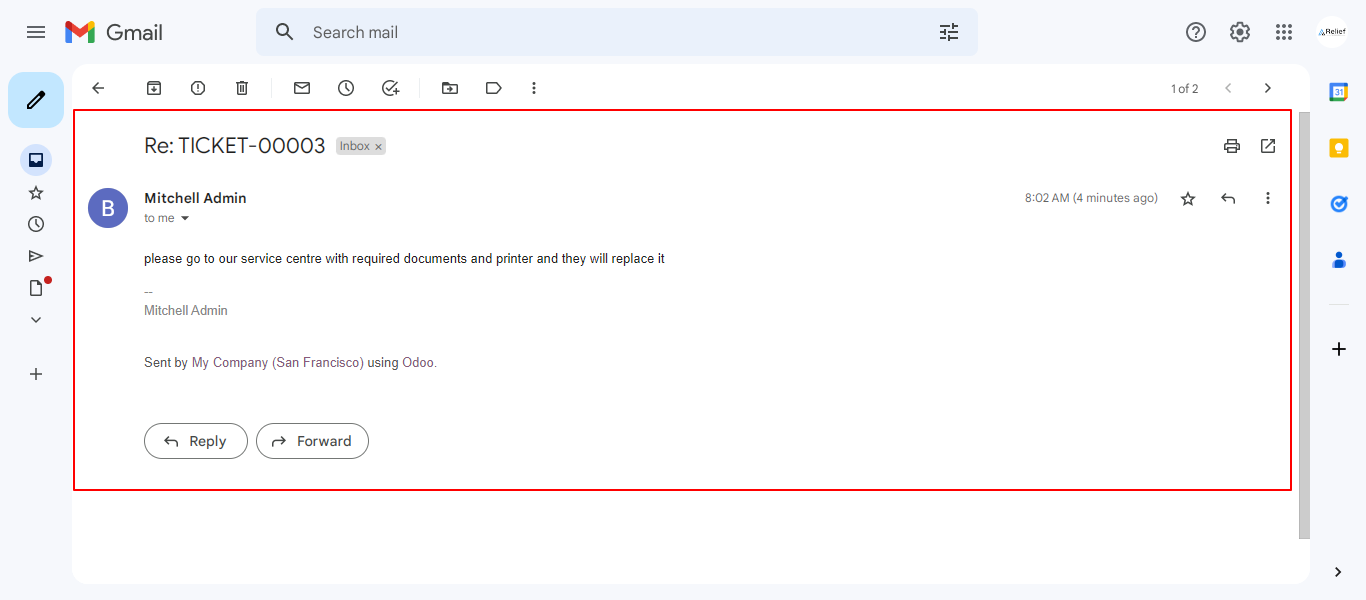 Gmail
Search mail
Relief
1 of 2
31
Re: TICKET-00003 Inbox ×
B
Mitchell Admin
8:02 AM (4 minutes ago)
to me
please go to our service centre with required documents and printer and they will replace it
--
Mitchell Admin
Sent by My Company (San Francisco) using Odoo.
Reply
Forward